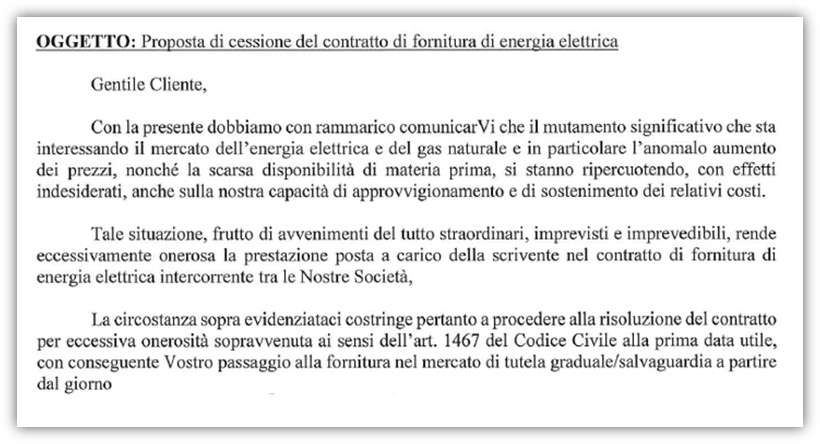 OGGETTO: Proposta di cessione del contratto di fornitura di energia elettrica
Gentile Cliente,
Con la presente dobbiamo con rammarico comunicarVi che il mutamento significativo che sta
interessando il mercato dell'energia elettrica e del gas naturale e in particolare l'anomalo aumento
dei prezzi, nonché la scarsa disponibilità di materia prima, si stanno ripercuotendo, con effetti
indesiderati, anche sulla nostra capacità di approvvigionamento e di sostenimento dei relativi costi.
Tale situazione, frutto di avvenimenti del tutto straordinari, imprevisti e imprevedibili, rende
eccessivamente onerosa la prestazione posta a carico della scrivente nel contratto di fornitura di
energia elettrica intercorrente tra le Nostre Società,
La circostanza sopra evidenziataci costringe pertanto a procedere alla risoluzione del contratto
per eccessiva onerosità sopravvenuta ai sensi dell'art. 1467 del Codice Civile alla prima data utile,
con conseguente Vostro passaggio alla fornitura nel mercato di tutela graduale/salvaguardia a partire
dal giorno